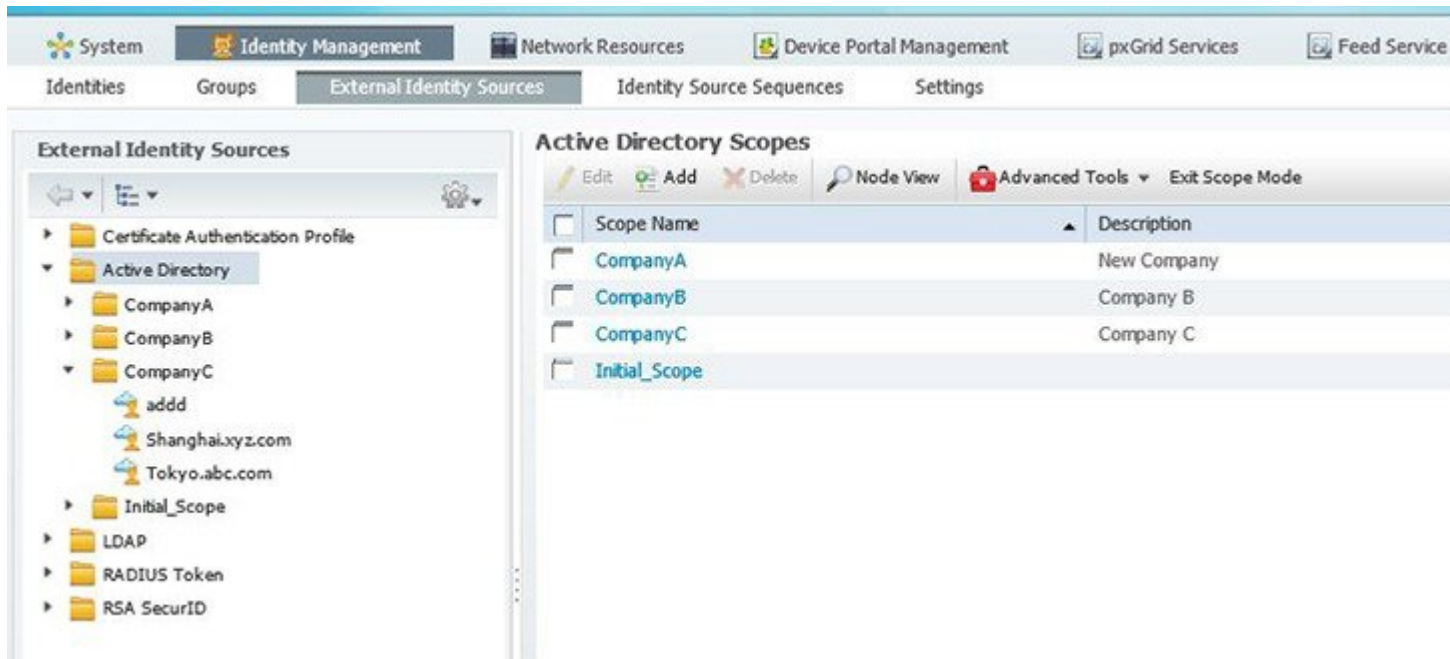 System Identity Management Network Resources Device Portal Management pxGrid Services Feed Service
Identities Groups External Identity Sources Identity Source Sequences Settings
External Identity Sources
Certificate Authentication Profile
Active Directory
CompanyA
CompanyB
CompanyC
addd
Shanghai.xyz.com
Tokyo.abc.com
Initial_Scope
LDAP
RADIUS Token
RSA SecurID
Active Directory Scopes
Edit Add Delete Node View Advanced Tools Exit Scope Mode
Scope Name Description
CompanyA New Company
CompanyB Company B
CompanyC Company C
Initial_Scope